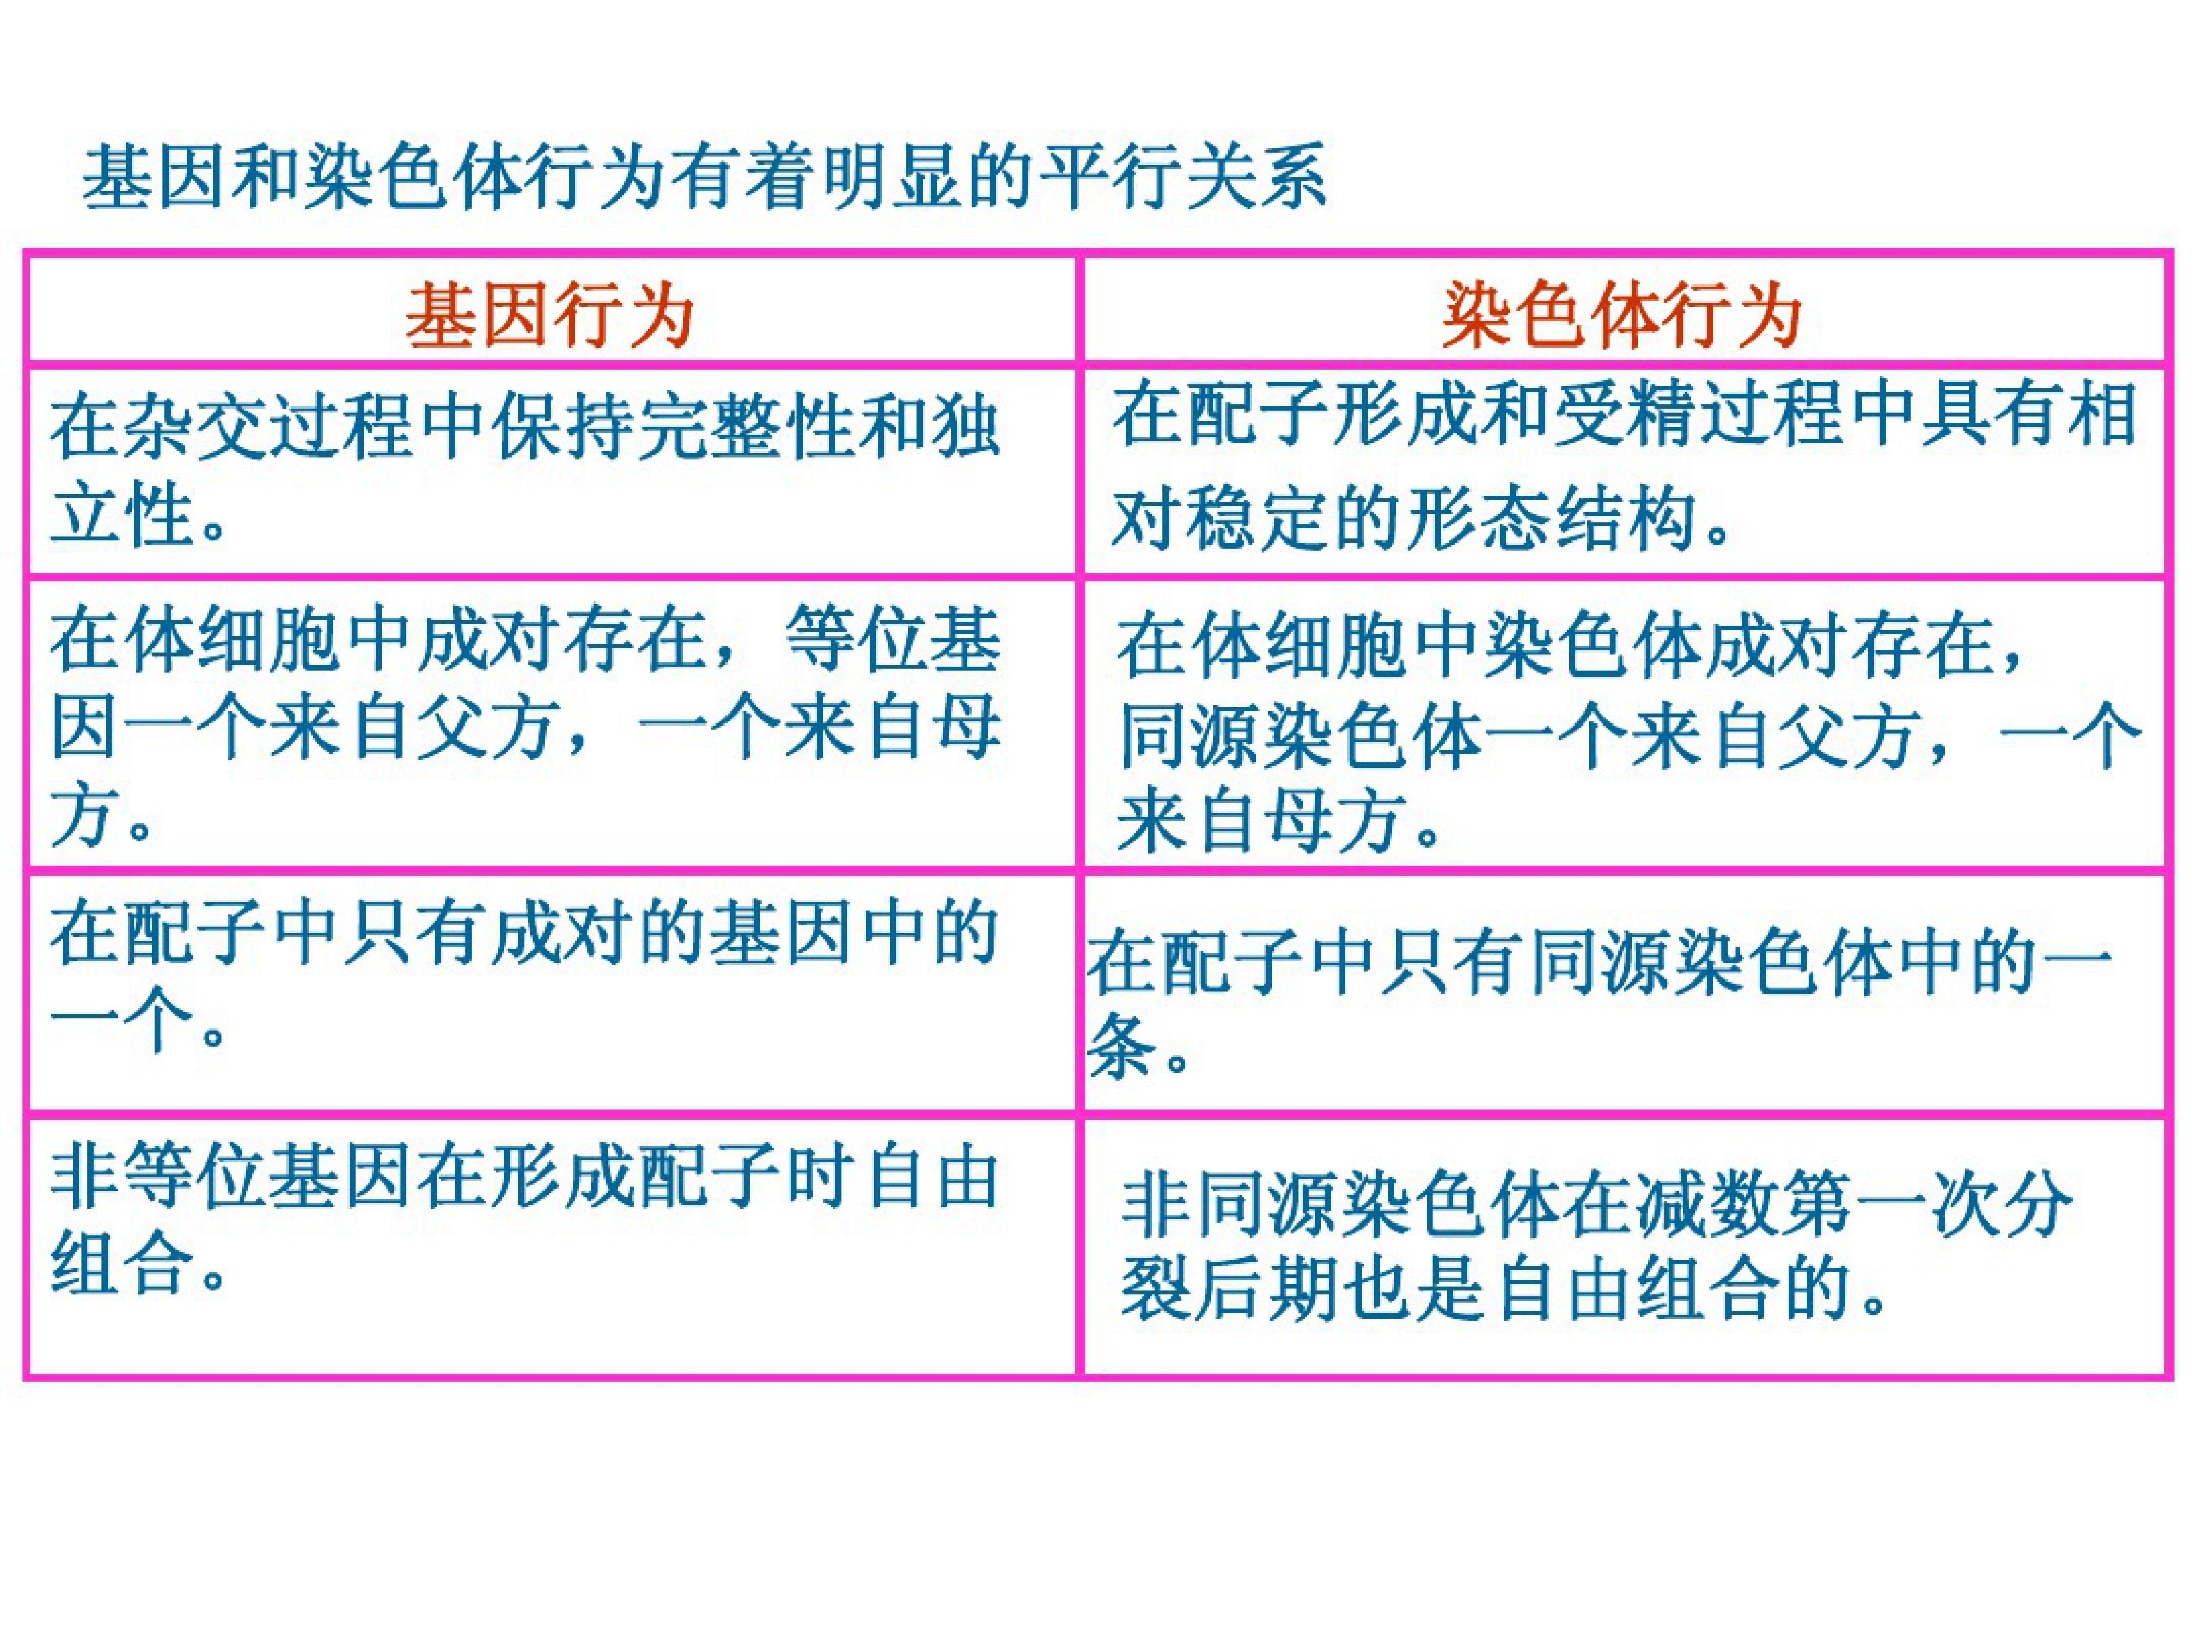 基因和染色体行为有着明显的平行关系
基因行为
染色体行为
在杂交过程中保持完整性和独
立性。
在配子形成和受精过程中具有相
对稳定的形态结构。
在体细胞中成对存在，等位基
因一个来自父方，一个来自母
方。
在体细胞中染色体成对存在，
同源染色体一个来自父方，一个
来自母方。
在配子中只有成对的基因中的
一个。
在配子中只有同源染色体中的一
条。
非等位基因在形成配子时自由
组合。
非同源染色体在减数第一次分
裂后期也是自由组合的。